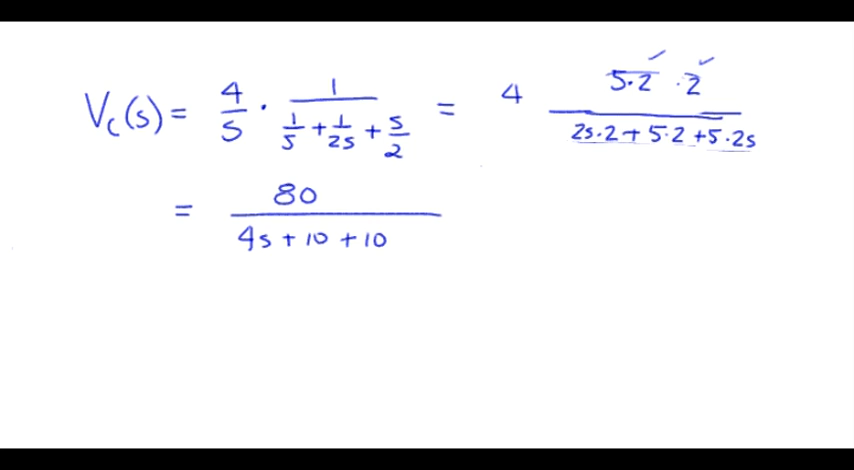 V_c(s) = 4/s · 1/(1/5 + 1/2s + s/2) = 4 (5·2 ·2)/(2s·2 + 5·2 + 5·2s)
= 80/(4s + 10 + 10)